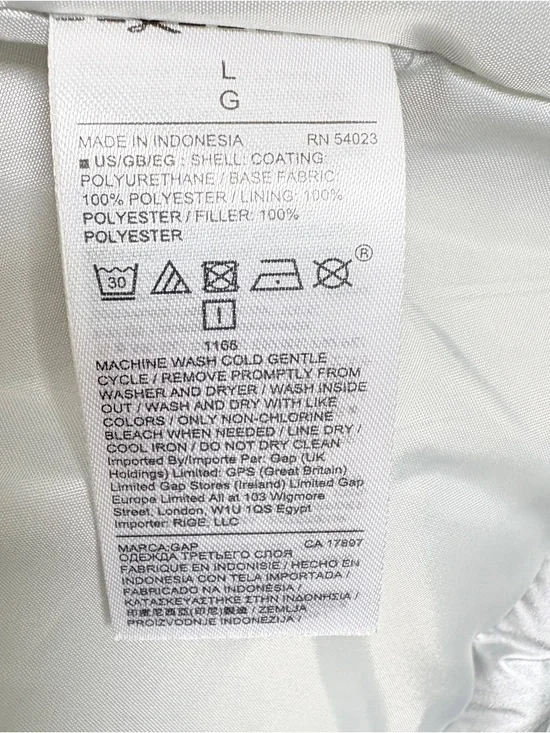 L
G
MADE IN INDONESIA RN 54023
US/GB/EG : SHELL: COATING:
POLYURETHANE / BASE FABRIC:
100% POLYESTER / LINING: 100%
POLYESTER / FILLER: 100%
POLYESTER
30
®
1166
MACHINE WASH COLD GENTLE
CYCLE / REMOVE PROMPTLY FROM
WASHER AND DRYER / WASH INSIDE
OUT / WASH AND DRY WITH LIKE
COLORS / ONLY NON-CHLORINE
BLEACH WHEN NEEDED / LINE DRY /
COOL IRON / DO NOT DRY CLEAN
Imported By/Importe Par: Gap (UK
Holdings) Limited: GPS (Great Britain)
Limited Gap Stores (Ireland) Limited Gap
Europe Limited All at 103 Wigmore
Street, London, W1U 1QS Egypt
Importer: RIGE, LLC
MARCA:GAP CA 17897
ОДЕЖДА ТРЕТЬЕГО СЛОЯ
FABRIQUE EN INDONISIE / HECHO EN
INDONESIA CON TELA IMPORTADA /
FABRICADO NA INDONÉSIA /
ΚΑΤΑΣΚΕΥΑΣΤΗΚΕ ΣΤΗΝ ΙΝΔΟΝΗΣΙΑ /
印度尼西亞(印尼)製造 / ZEMLJA
PROIZVODNJE INDONEZIJA /